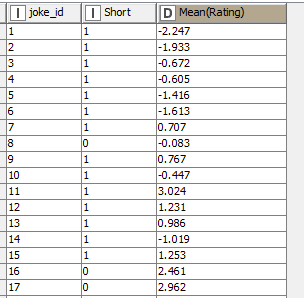 I joke_id I Short D Mean(Rating)
1 1 -2.247
2 1 -1.933
3 1 -0.672
4 1 -0.605
5 1 -1.416
6 1 -1.613
7 1 0.707
8 0 -0.083
9 1 0.767
10 1 -0.447
11 1 3.024
12 1 1.231
13 1 0.986
14 1 -1.019
15 1 1.253
16 0 2.461
17 0 2.962